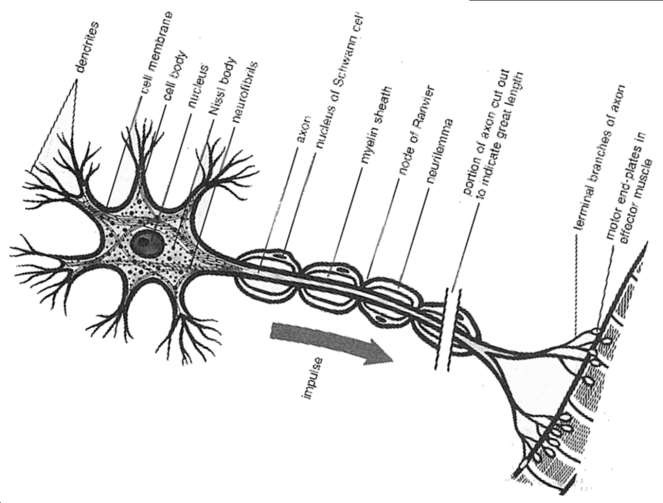 dendrites
cell membrane
cell body
nucleus
Nissl body
neurofibrils
axon
nucleus of Schwann cell
myelin sheath
node of Ranvier
neurilemma
portion of axon cut out
to indicate great length
terminal branches of axon
motor end-plates in
effector muscle
impulse